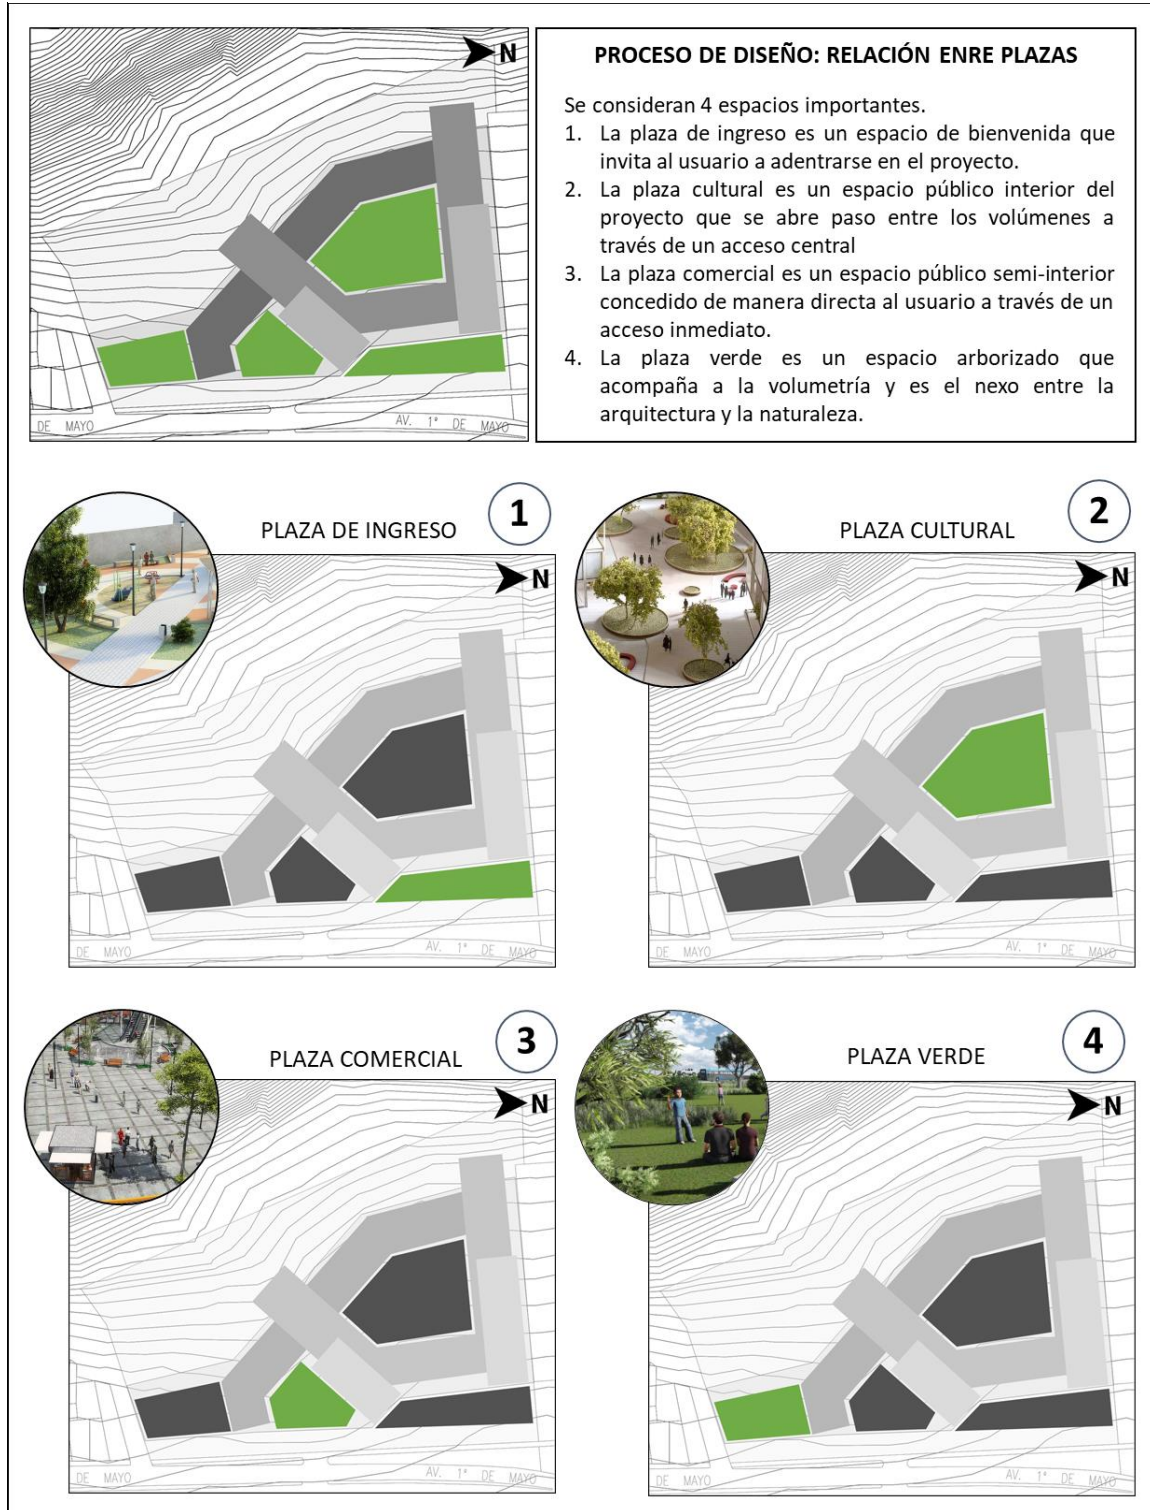 N
PROCESO DE DISEÑO: RELACIÓN ENRE PLAZAS
Se consideran 4 espacios importantes.
1. La plaza de ingreso es un espacio de bienvenida que
invita al usuario a adentrarse en el proyecto.
2. La plaza cultural es un espacio público interior del
proyecto que se abre paso entre los volúmenes a
través de un acceso central
3. La plaza comercial es un espacio público semi-interior
concedido de manera directa al usuario a través de un
acceso inmediato.
4. La plaza verde es un espacio arborizado que
acompaña a la volumetría y es el nexo entre la
arquitectura y la naturaleza.
DE MAYO
AV. 1° DE MAYO
PLAZA DE INGRESO
1
N
DE MAYO
AV. 1° DE MAYO
PLAZA CULTURAL
2
N
DE MAYO
AV. 1° DE MAYO
PLAZA COMERCIAL
3
N
DE MAYO
AV. 1° DE MAYO
PLAZA VERDE
4
N
DE MAYO
AV. 1° DE MAYO